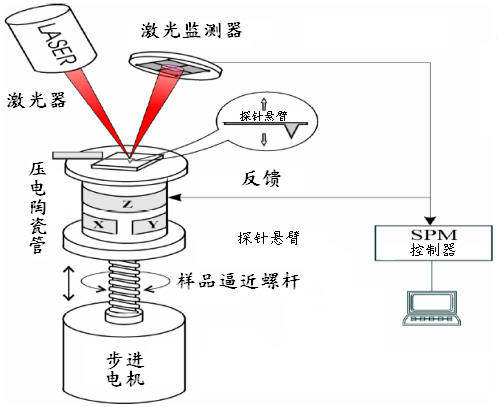 LASER
激光监测器
激光器
探针悬臂
压电陶瓷管
反馈
Z
X Y
探针悬臂
SPM
控制器
样品逼近螺杆
步进
电机